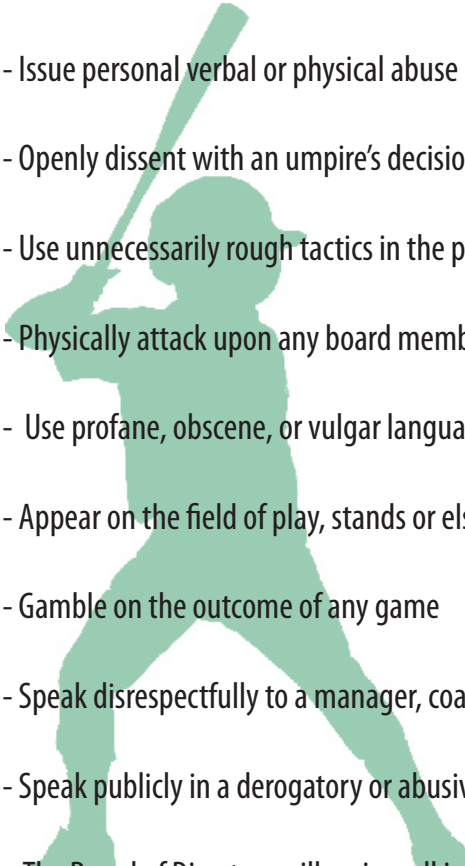 - Issue personal verbal or physical abuse
- Openly dissent with an umpire's decisio
- Use unnecessarily rough tactics in the p
- Physically attack upon any board memb
- Use profane, obscene, or vulgar langua
- Appear on the field of play, stands or els
- Gamble on the outcome of any game
- Speak disrespectfully to a manager, coa
- Speak publicly in a derogatory or abusiv